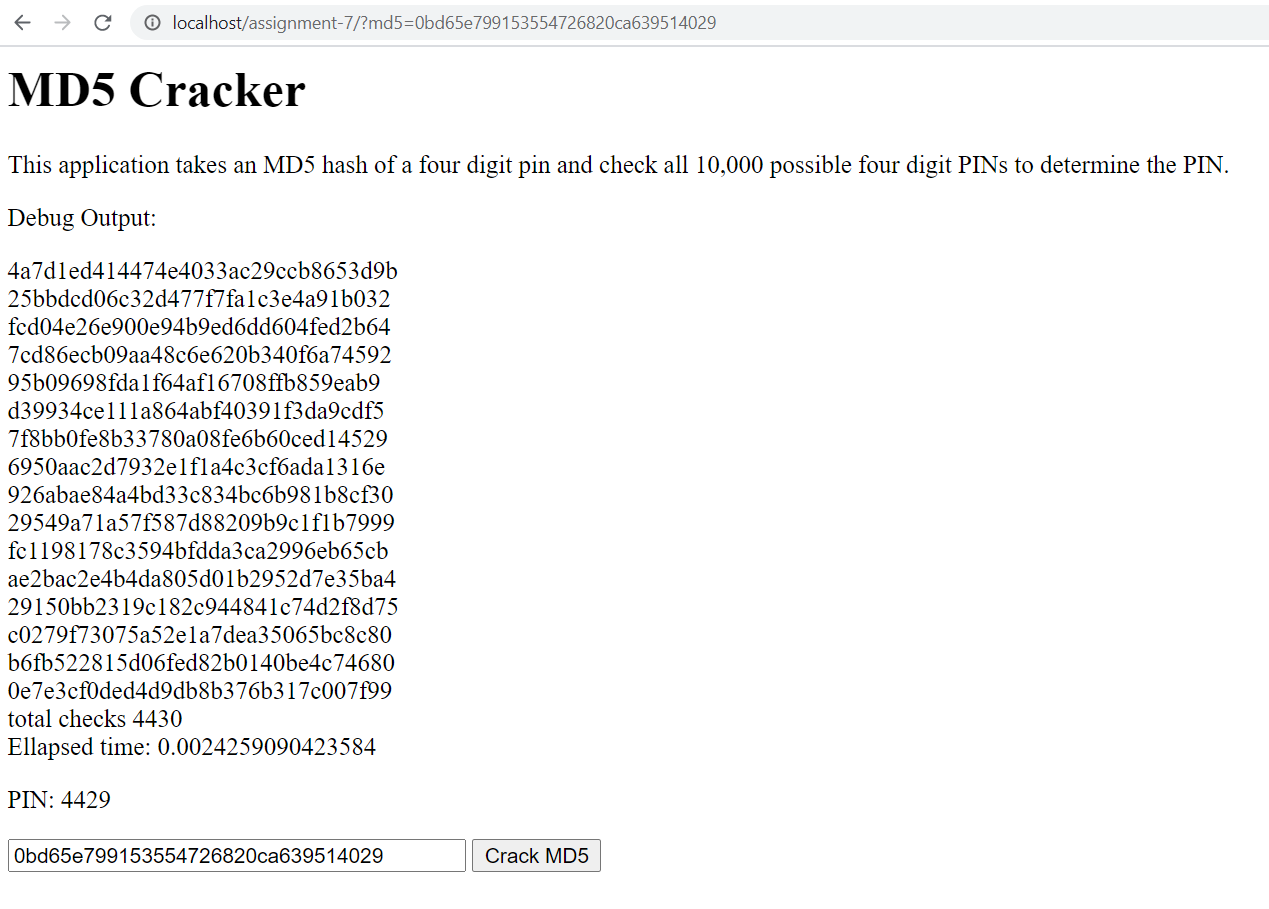 localhost/assignment-7/?md5=0bd65e799153554726820ca639514029
MD5 Cracker
This application takes an MD5 hash of a four digit pin and check all 10,000 possible four digit PINs to determine the PIN.
Debug Output:
4a7d1ed414474e4033ac29ccb8653d9b
25bbdcd06c32d477f7fa1c3e4a91b032
fcd04e26e900e94b9ed6dd604fed2b64
7cd86ecb09aa48c6e620b340f6a74592
95b09698fda1f64af16708ffb859eab9
d39934ce111a864abf40391f3da9cdf5
7f8bb0fe8b33780a08fe6b60ced14529
6950aac2d7932e1f1a4c3cf6ada1316e
926abae84a4bd33c834bc6b981b8cf30
29549a71a57f587d88209b9c1f1b7999
fc1198178c3594bfdda3ca2996eb65cb
ae2bac2e4b4da805d01b2952d7e35ba4
29150bb2319c182c944841c74d2f8d75
c0279f73075a52e1a7dea35065bc8c80
b6fb522815d06fed82b0140be4c74680
0e7e3cf0ded4d9db8b376b317c007f99
total checks 4430
Ellapsed time: 0.0024259090423584
PIN: 4429
0bd65e799153554726820ca639514029 Crack MD5